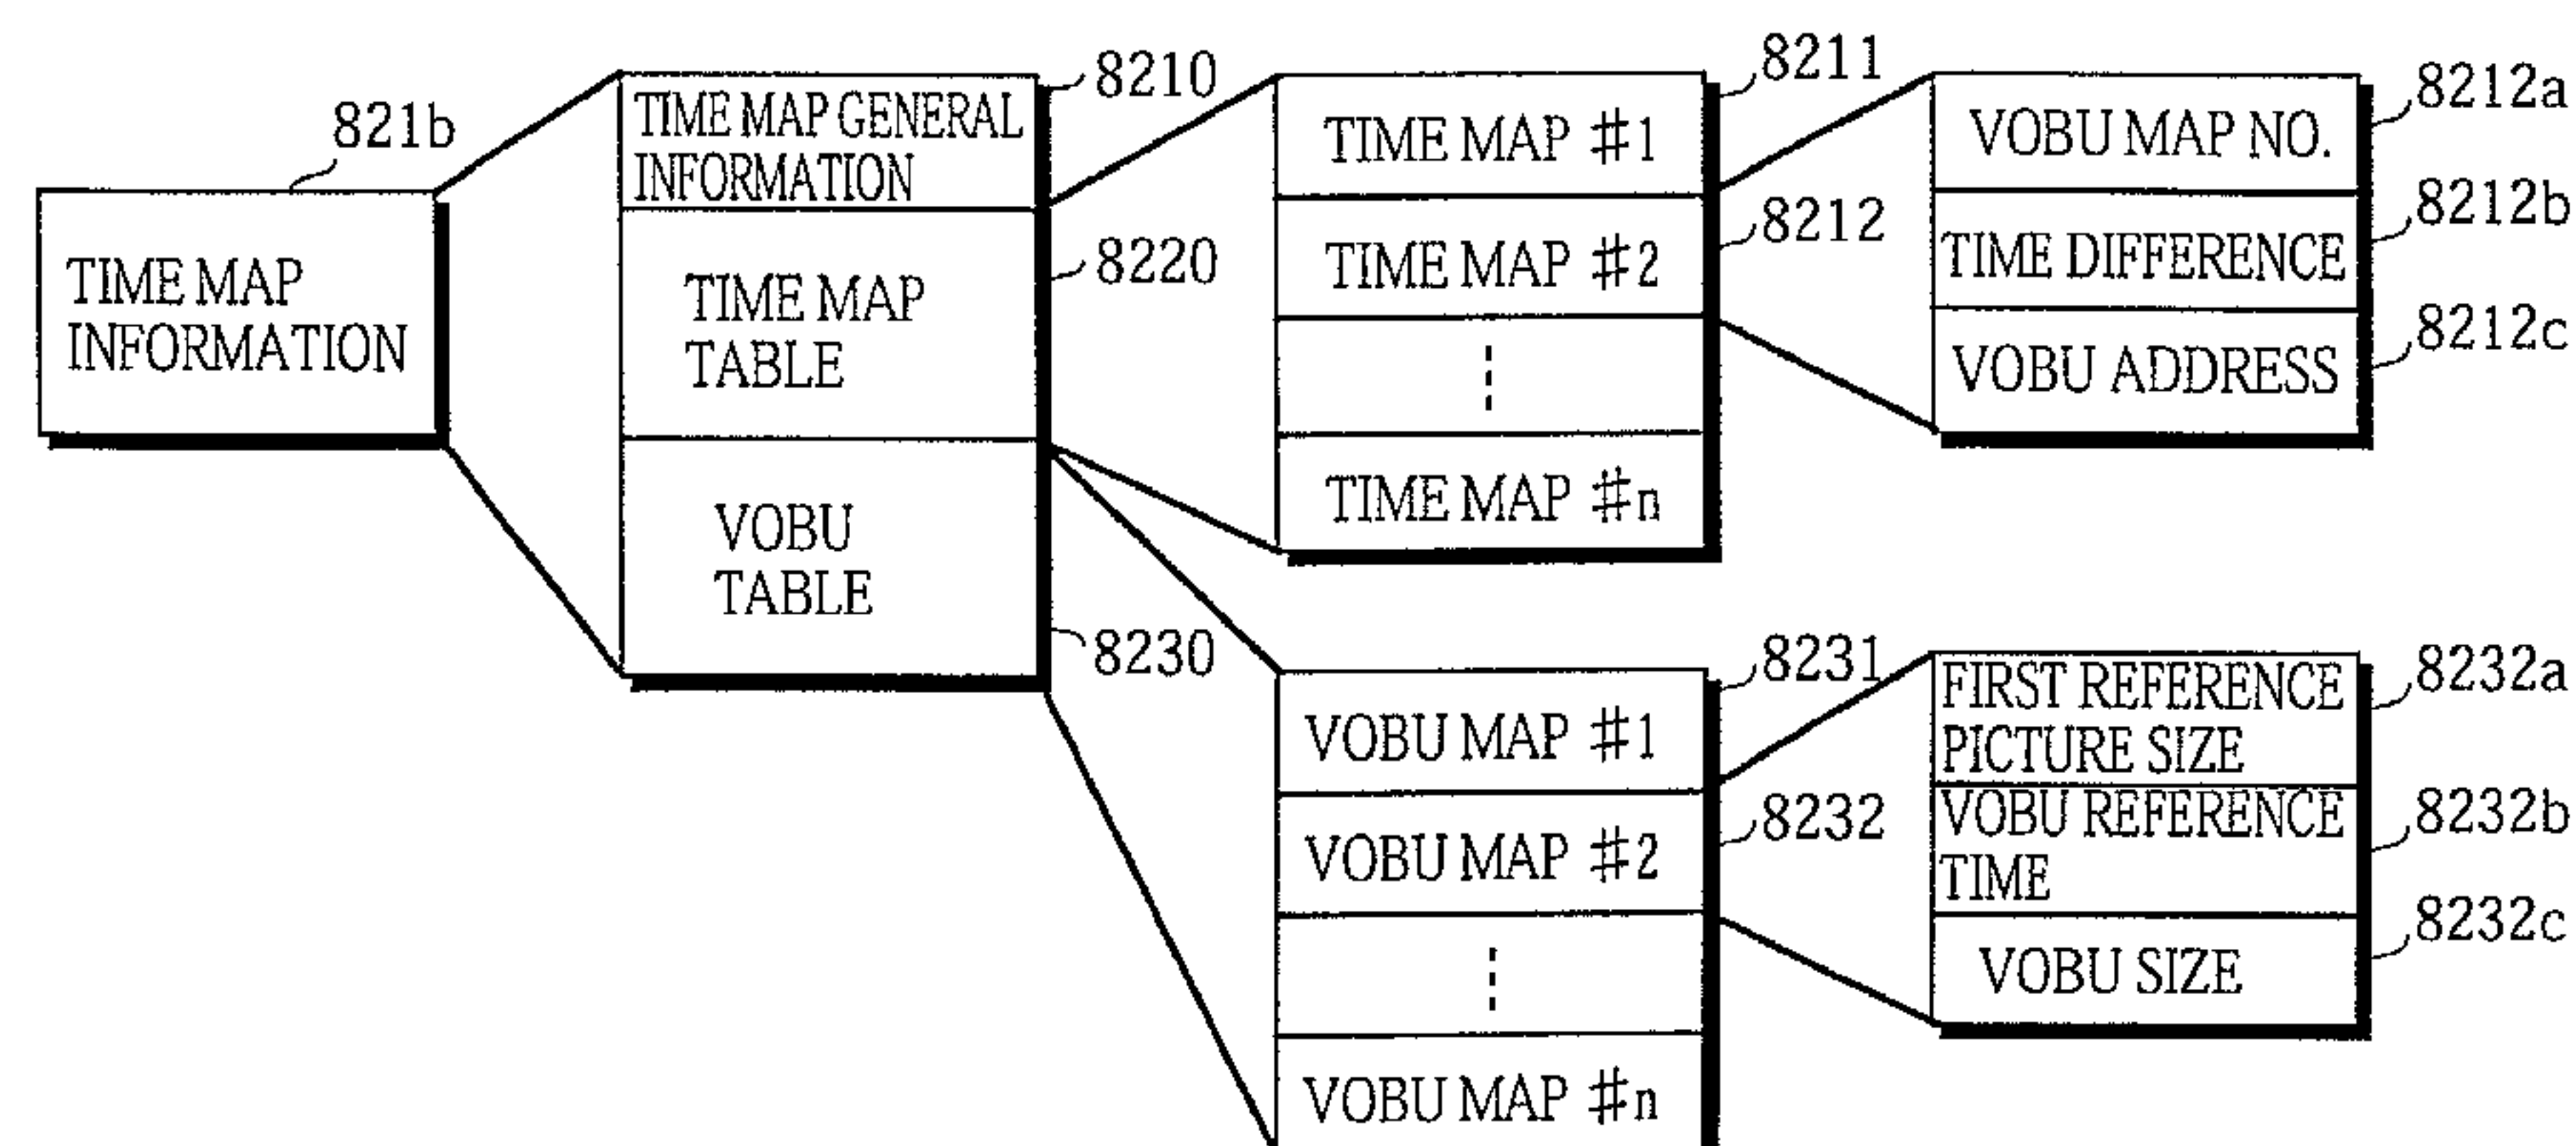 821b
TIME MAP
INFORMATION
8210
TIME MAP GENERAL
INFORMATION
8220
TIME MAP
TABLE
VOBU
TABLE
8230
8211
TIME MAP #1
8212
TIME MAP #2
TIME MAP #n
8212a
VOBU MAP NO.
8212b
TIME DIFFERENCE
8212c
VOBU ADDRESS
8231
VOBU MAP #1
8232
VOBU MAP #2
VOBU MAP #n
8232a
FIRST REFERENCE
PICTURE SIZE
8232b
VOBU REFERENCE
TIME
8232c
VOBU SIZE